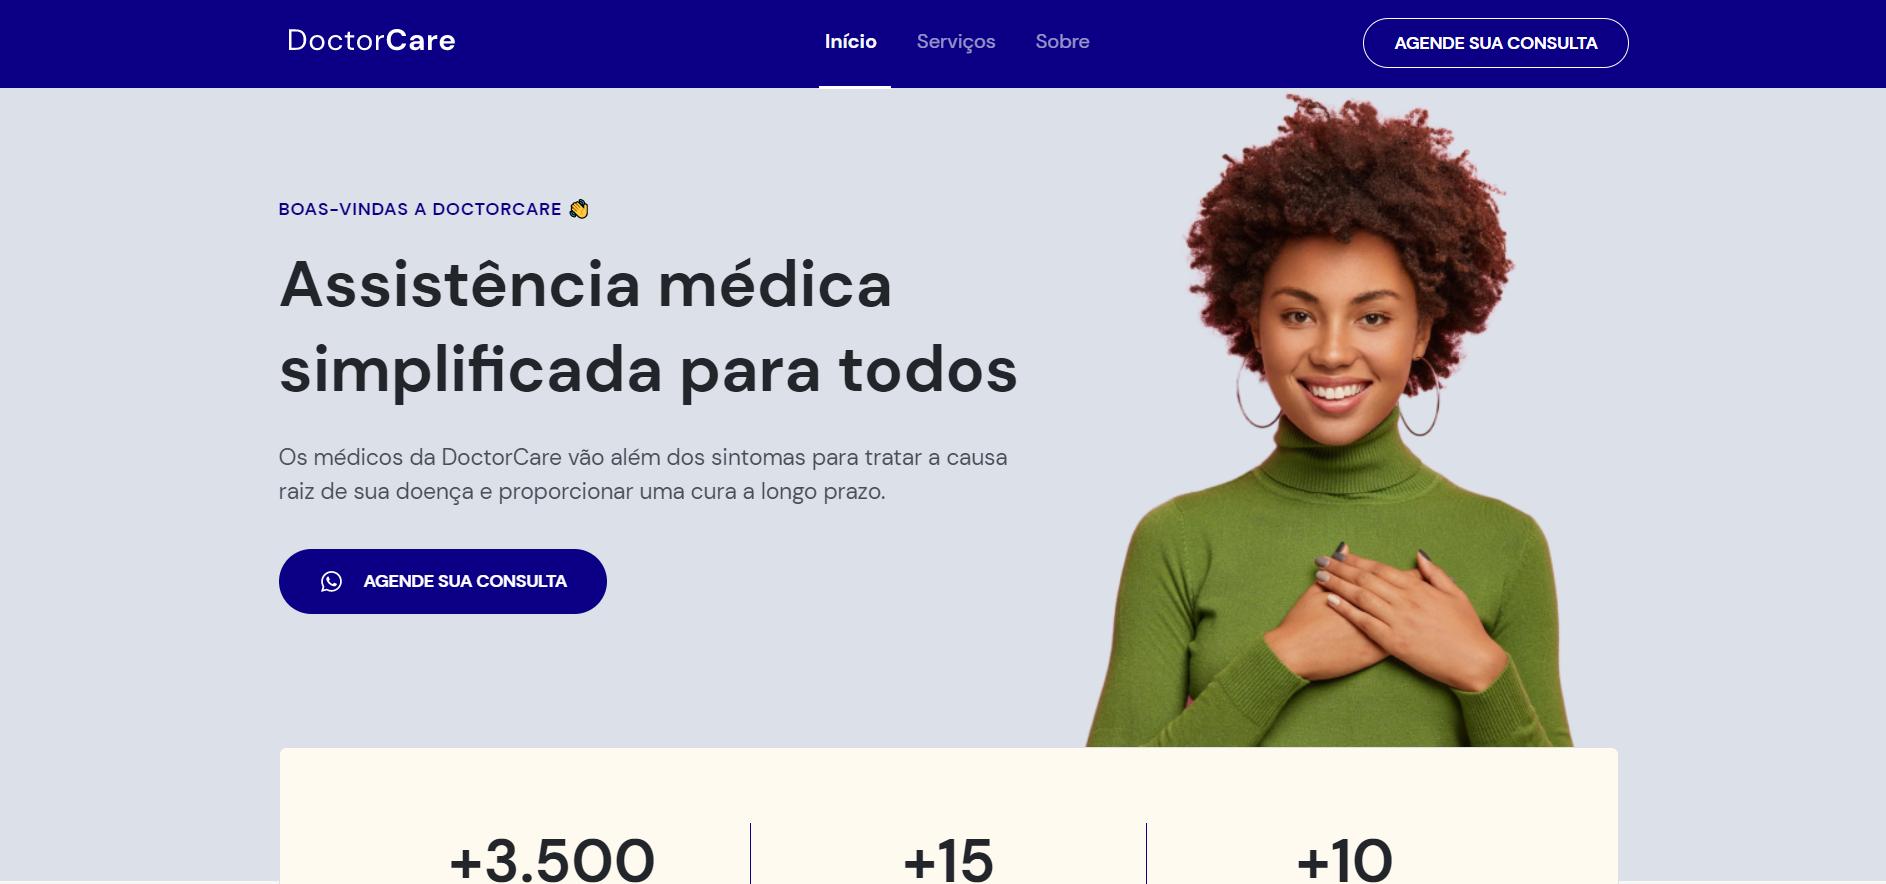 DoctorCare
Início
Serviços
Sobre
AGENDE SUA CONSULTA
BOAS-VINDAS A DOCTORCARE 👋
Assistência médica
simplificada para todos
Os médicos da DoctorCare vão além dos sintomas para tratar a causa
raiz de sua doença e proporcionar uma cura a longo prazo.
AGENDE SUA CONSULTA
+3.500
+15
+10